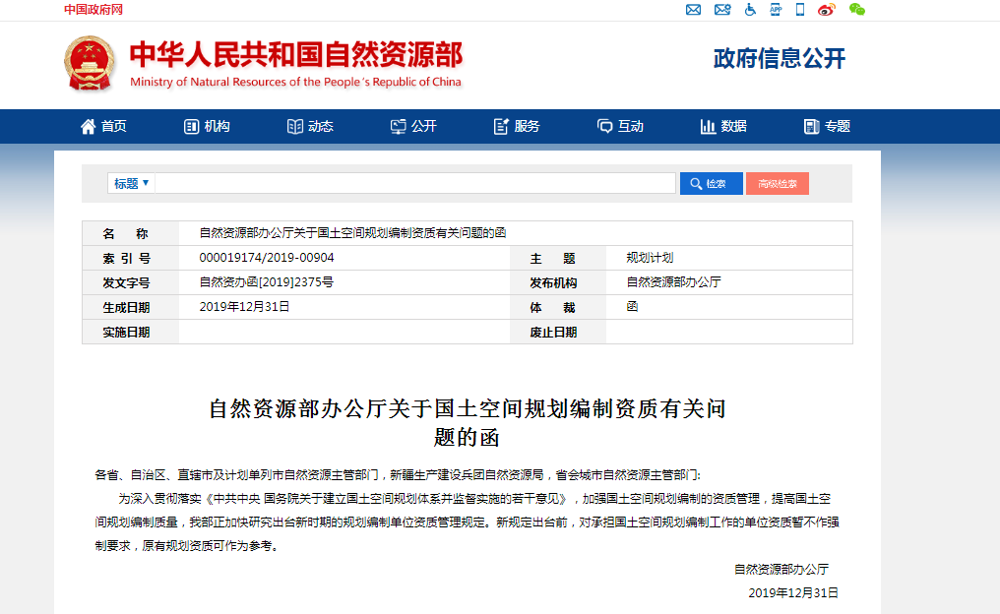 中国政府网
APP
中华人民共和国自然资源部
Ministry of Natural Resources of the People's Republic of China
政府信息公开
首页 机构 动态 公开 服务 互动 数据 专题
标题 ▼ 检索 高级检索
名 称 自然资源部办公厅关于国土空间规划编制资质有关问题的函
索 引 号 000019174/2019-00904 主 题 规划计划
发文字号 自然资办函[2019]2375号 发布机构 自然资源部办公厅
生成日期 2019年12月31日 体 裁 函
实施日期 废止日期
自然资源部办公厅关于国土空间规划编制资质有关问
题的函
各省、自治区、直辖市及计划单列市自然资源主管部门，新疆生产建设兵团自然资源局，省会城市自然资源主管部门:
为深入贯彻落实《中共中央 国务院关于建立国土空间规划体系并监督实施的若干意见》，加强国土空间规划编制的资质管理，提高国土空
间规划编制质量，我部正加快研究出台新时期的规划编制单位资质管理规定。新规定出台前，对承担国土空间规划编制工作的单位资质暂不作强
制要求，原有规划资质可作为参考。
自然资源部办公厅
2019年12月31日